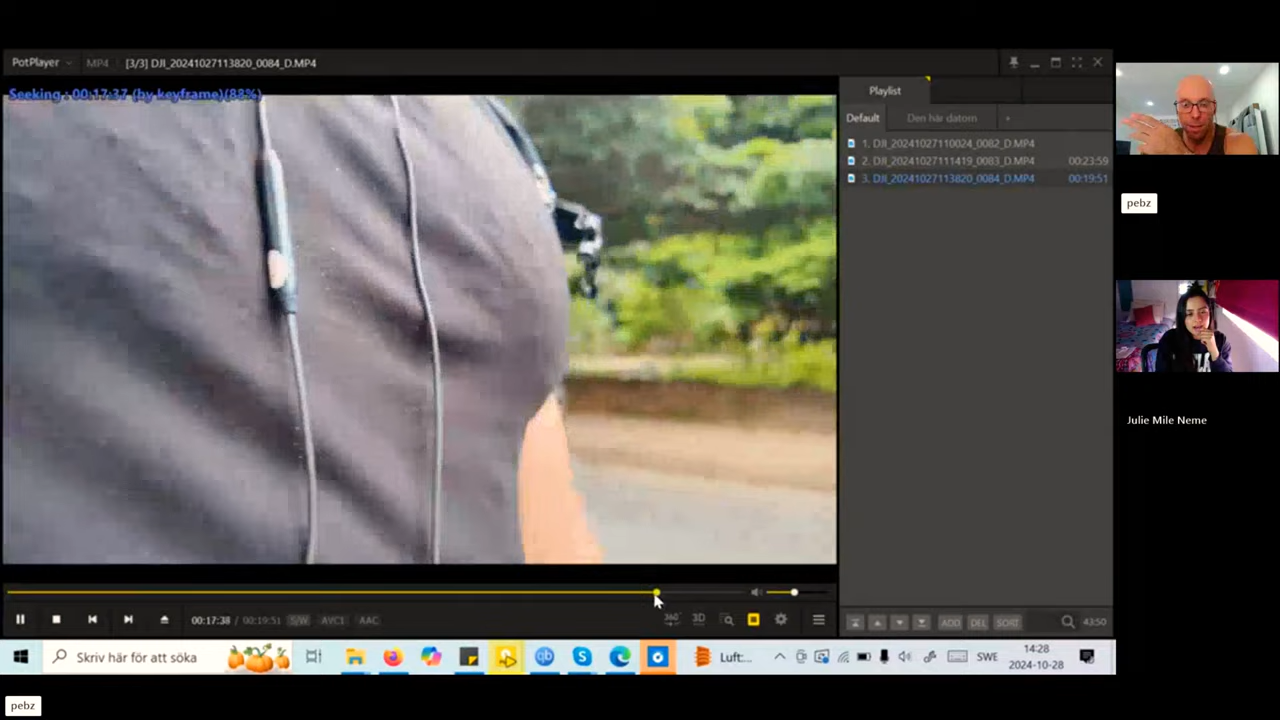 PotPlayer MP4 [3/3] DJI_20241027113820_0084_D.MP4
Seeking : 00:17:37 (by keyframe)(88%)
Playlist
Default Den här datorn +
1. DJI_20241027110024_0082_D.MP4
2. DJI_20241027111419_0083_D.MP4 00:23:59
3. DJI_20241027113820_0084_D.MP4 00:19:51
pebz
Julie Mile Neme
00:17:38 / 00:19:51 S/W AVC1 AAC
360° 3D
ADD DEL SORT 43:50
Skriv här för att söka
Luft:...
SWE
14:28
2024-10-28
pebz